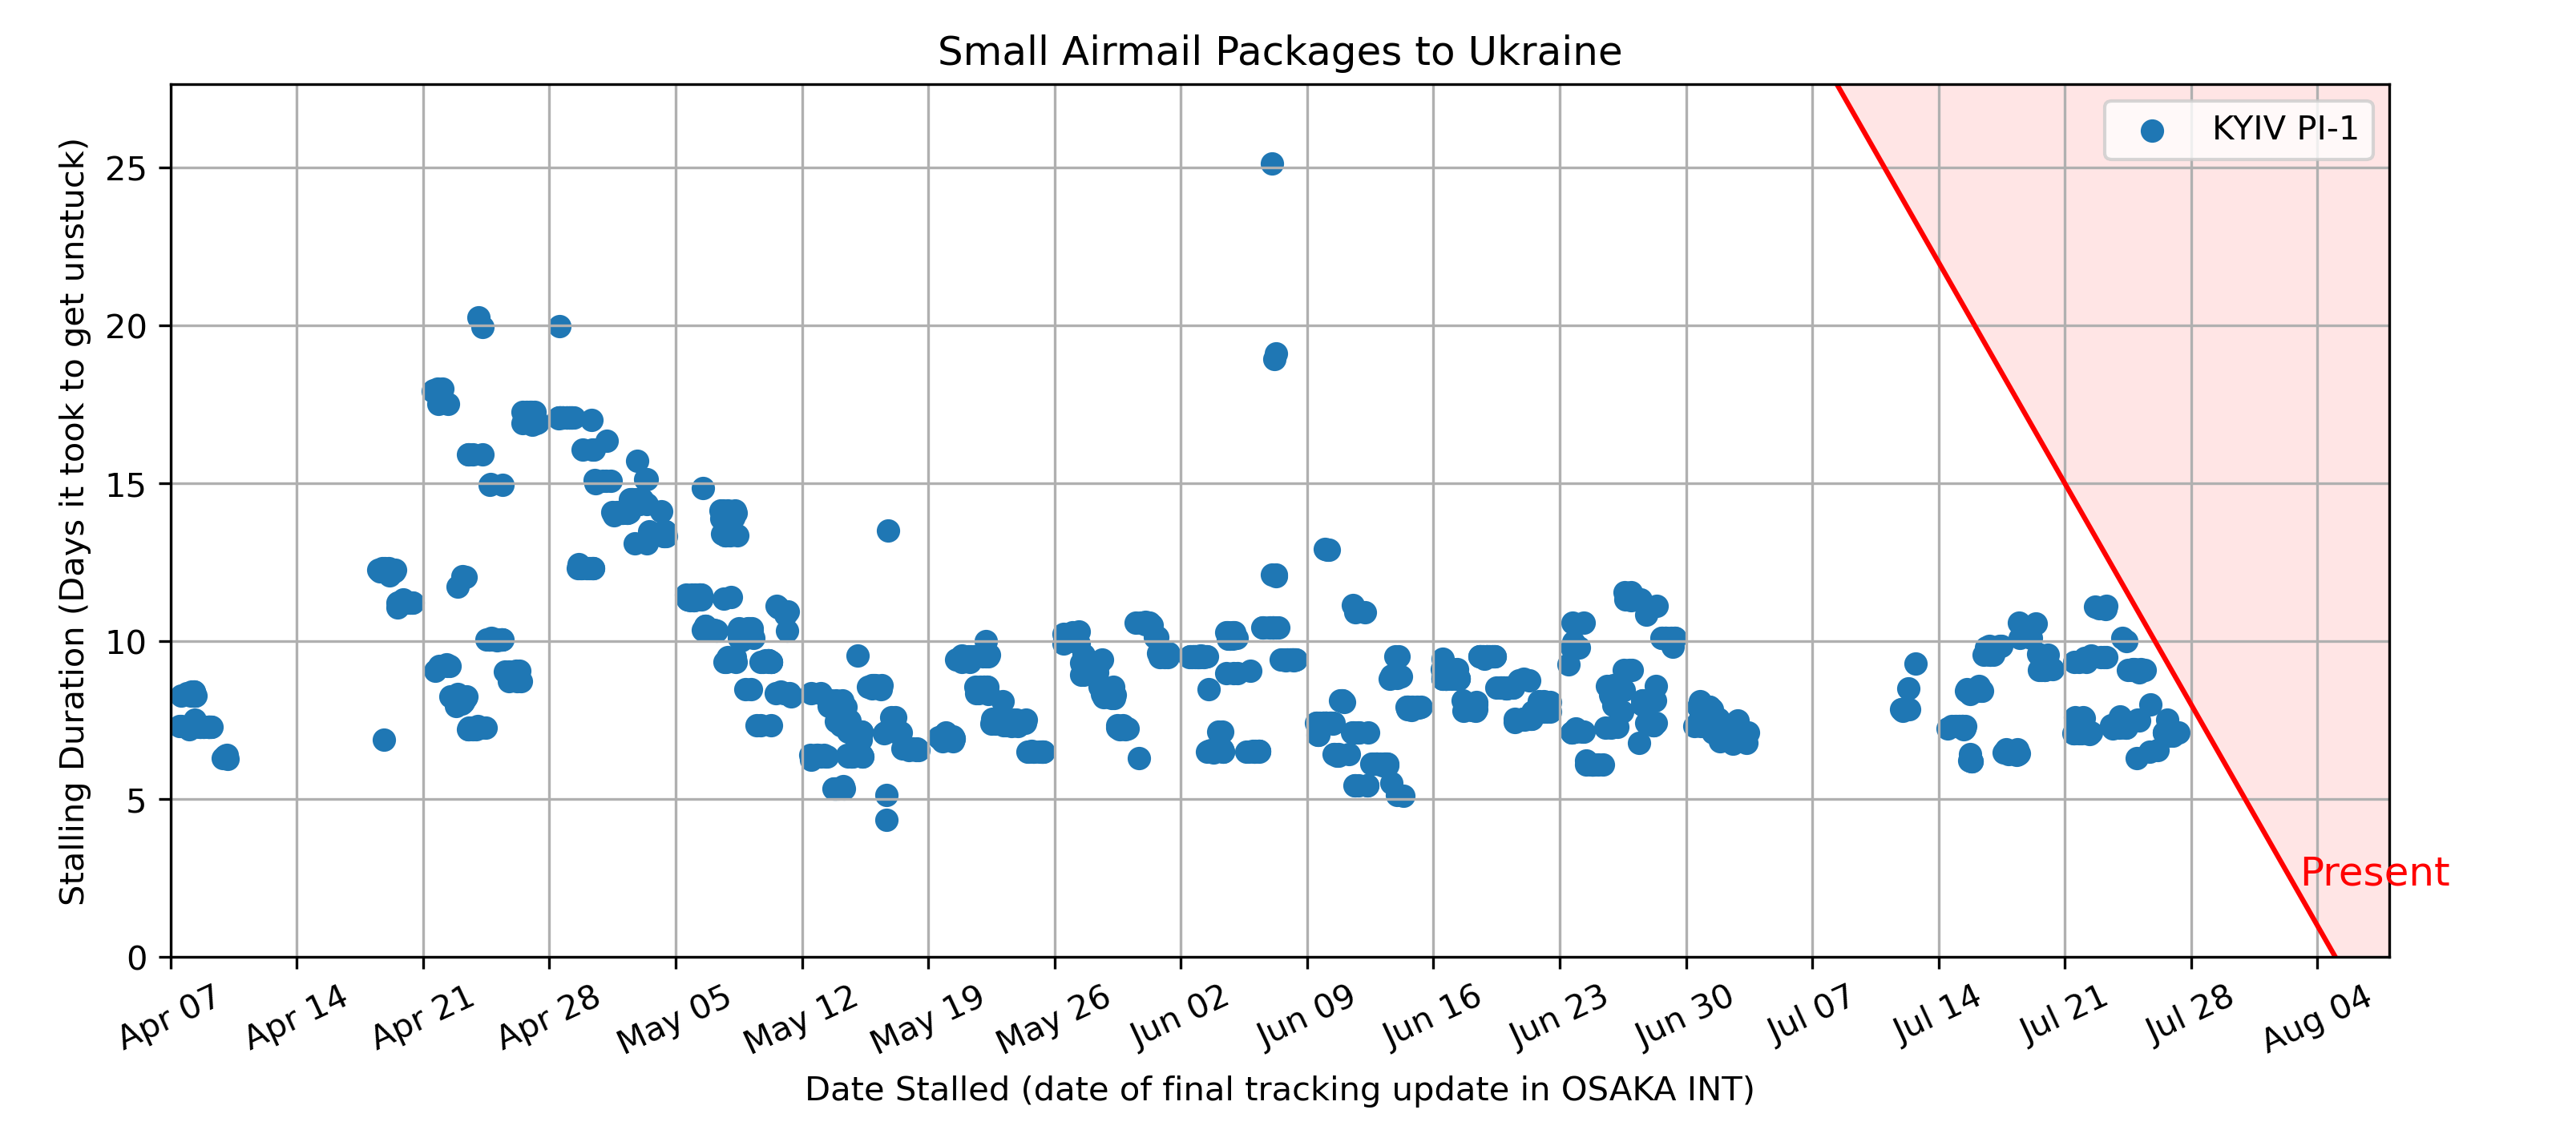 Small Airmail Packages to Ukraine
KYIV PI-1
Stalling Duration (Days it took to get unstuck)
25
20
15
10
5
0
Present
Apr 07
Apr 14
Apr 21
Apr 28
May 05
May 12
May 19
May 26
Jun 02
Jun 09
Jun 16
Jun 23
Jun 30
Jul 07
Jul 14
Jul 21
Jul 28
Aug 04
Date Stalled (date of final tracking update in OSAKA INT)